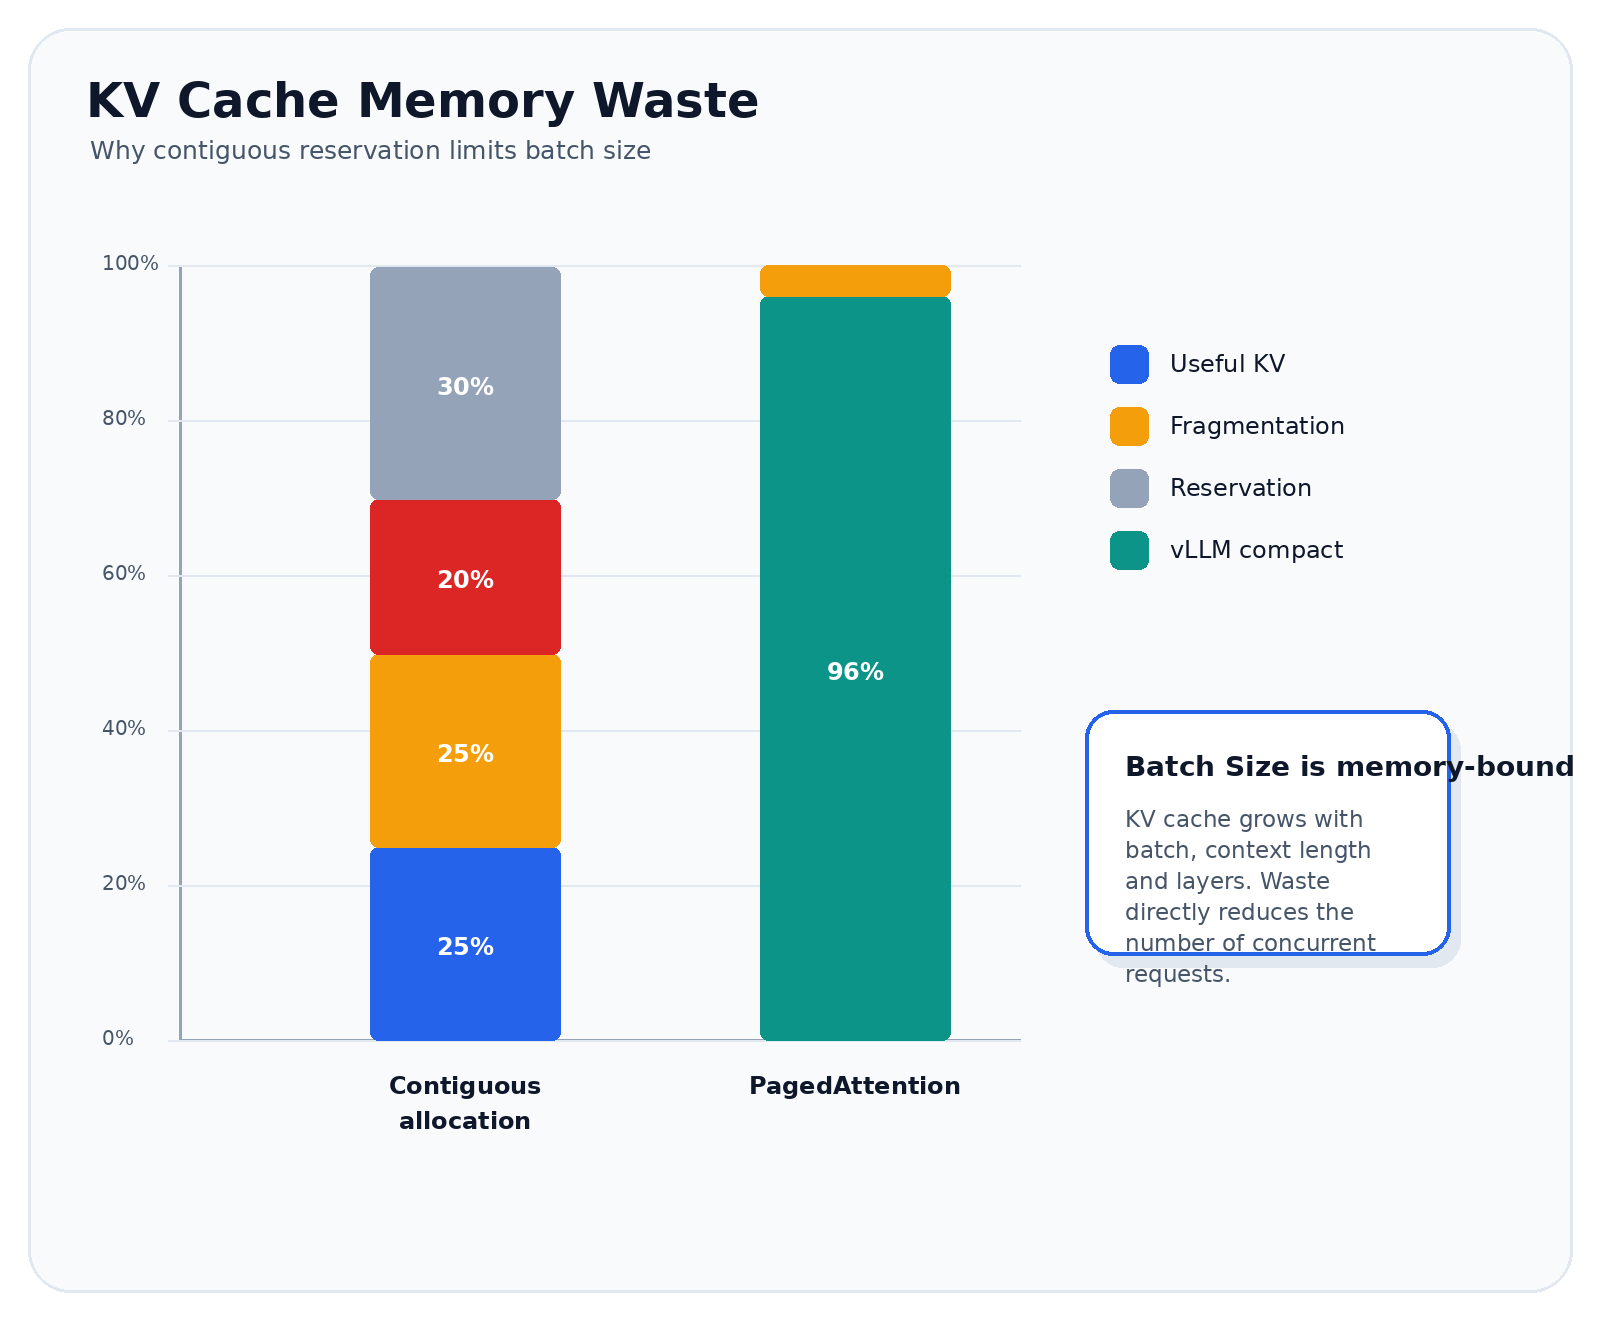 KV Cache Memory Waste
Why contiguous reservation limits batch size
100%
80%
60%
40%
20%
0%
30%
20%
25%
25%
96%
Contiguous
allocation
PagedAttention
Useful KV
Fragmentation
Reservation
vLLM compact
Batch Size is memory-bound
KV cache grows with
batch, context length
and layers. Waste
directly reduces the
number of concurrent
requests.